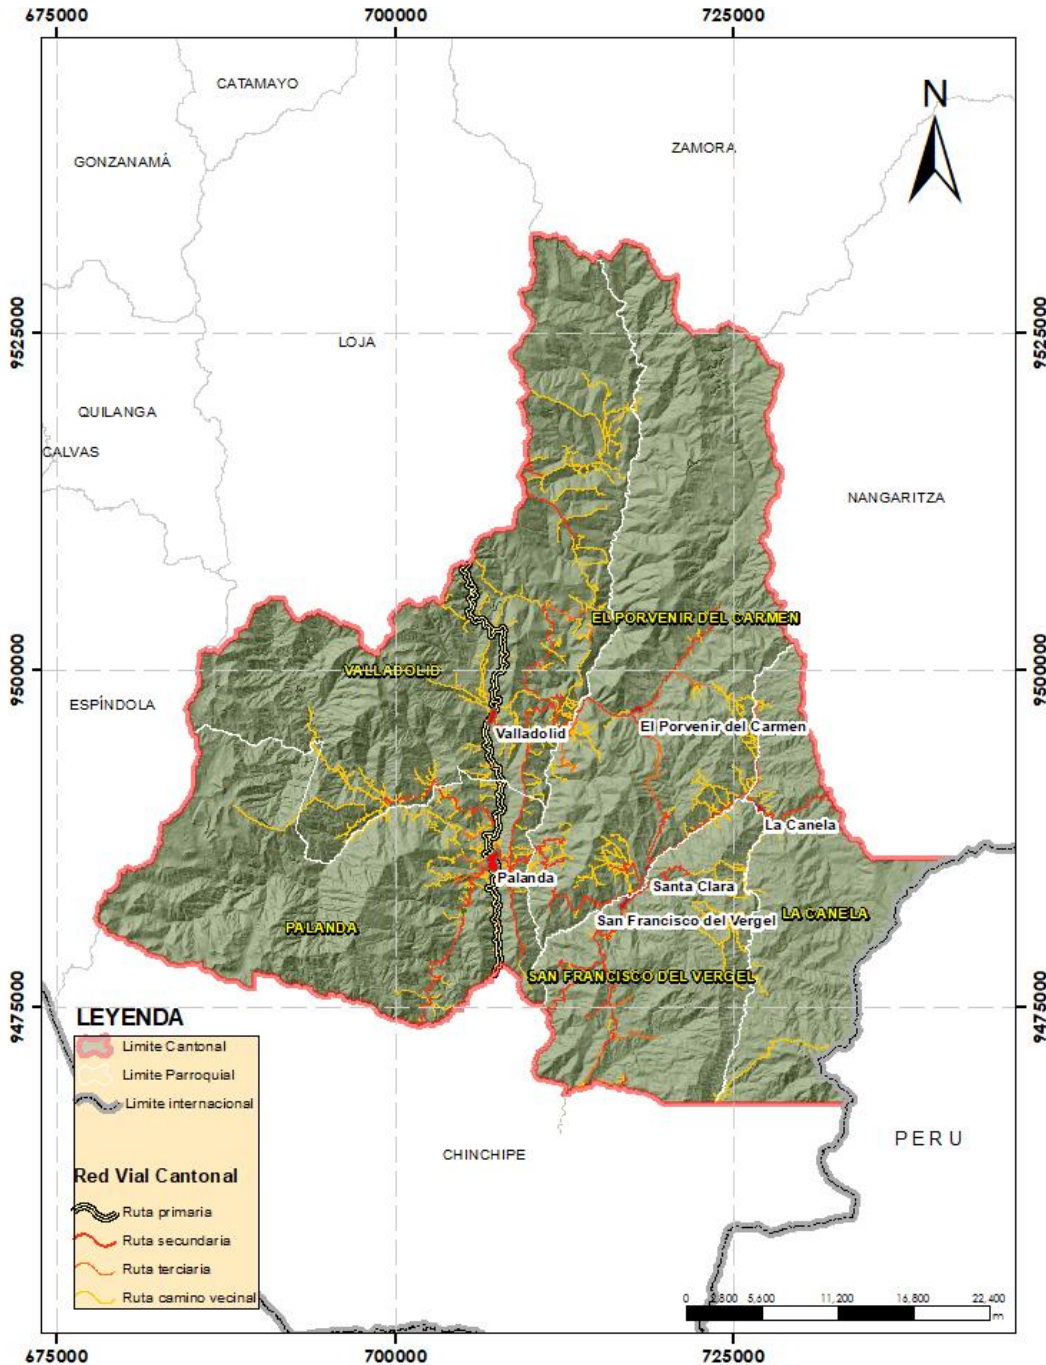 675000 700000 725000
N
CATAMAYO
ZAMORA
GONZANAMÁ
9525000 9525000
LOJA
QUILANGA
CALVAS
NANGARITZA
EL PORVENIR DEL CARMEN
9500000 9500000
VALLADOLID
ESPÍNDOLA
El Porvenir del Carmen
Valladolid
La Canela
Palanda
Santa Clara
LA CANELA
San Francisco del Vergel
PALANDA
SAN FRANCISCO DEL VERGEL
9475000 9475000
LEYENDA
Limite Cantonal
Limite Parroquial
Limite internacional
PERU
CHINCHIPE
Red Vial Cantonal
Ruta primaria
Ruta secundaria
Ruta terciaria
Ruta camino vecinal
0 2,800 5,600 11,200 16,800 22,400
m
675000 700000 725000